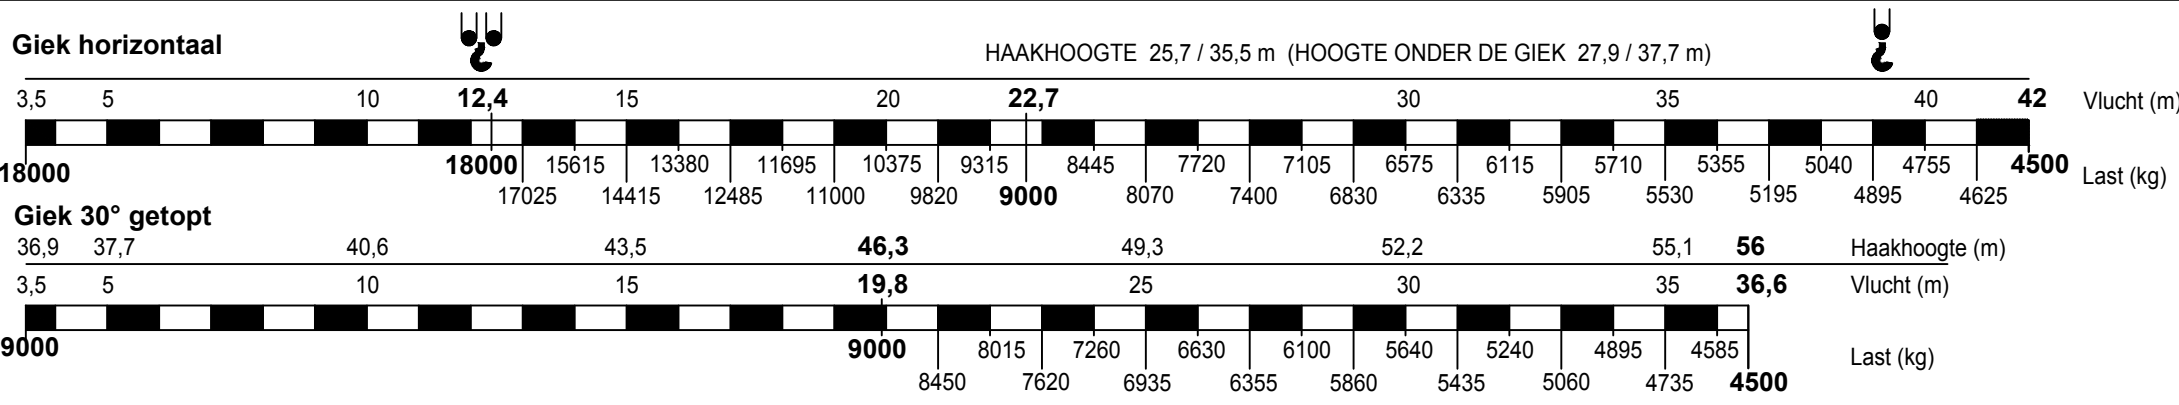 Giek horizontaal
HAAKHOOGTE 25,7 / 35,5 m (HOOGTE ONDER DE GIEK 27,9 / 37,7 m)
3,5 5 10 12,4 15 20 22,7 30 35 40 42 Vlucht (m)
18000 18000 15615 13380 11695 10375 9315 8445 7720 7105 6575 6115 5710 5355 5040 4755 4500 Last (kg)
17025 14415 12485 11000 9820 9000 8070 7400 6830 6335 5905 5530 5195 4895 4625
Giek 30° getopt
36,9 37,7 40,6 43,5 46,3 49,3 52,2 55,1 56 Haakhoogte (m)
3,5 5 10 15 19,8 25 30 35 36,6 Vlucht (m)
9000 9000 8015 7260 6630 6100 5640 5240 4895 4585 Last (kg)
8450 7620 6935 6355 5860 5435 5060 4735 4500